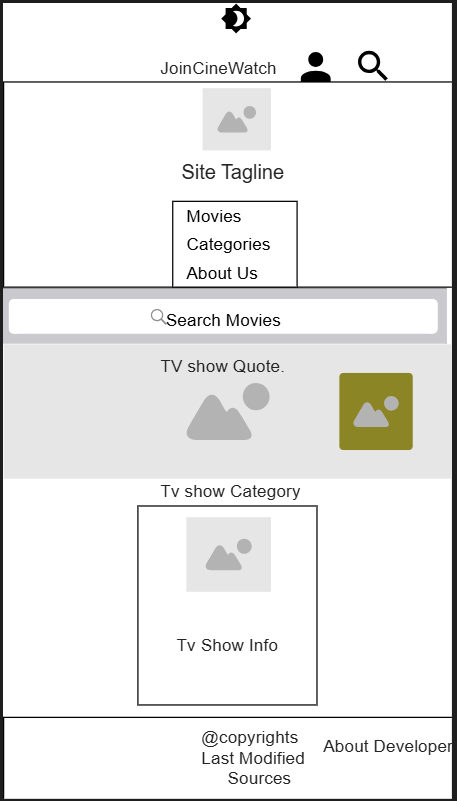 JoinCineWatch
Site Tagline
Movies
Categories
About Us
Search Movies
TV show Quote.
Tv show Category
Tv Show Info
@copyrights
Last Modified
Sources
About Developer